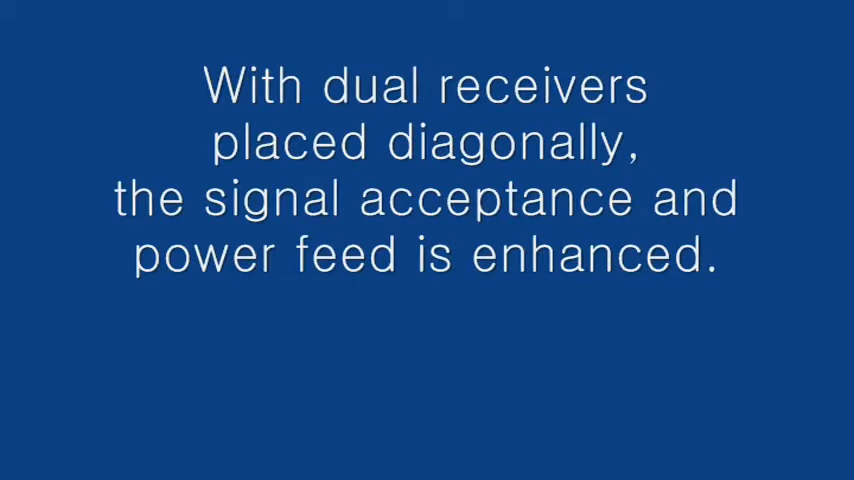 With dual receivers
placed diagonally,
the signal acceptance and
power feed is enhanced.